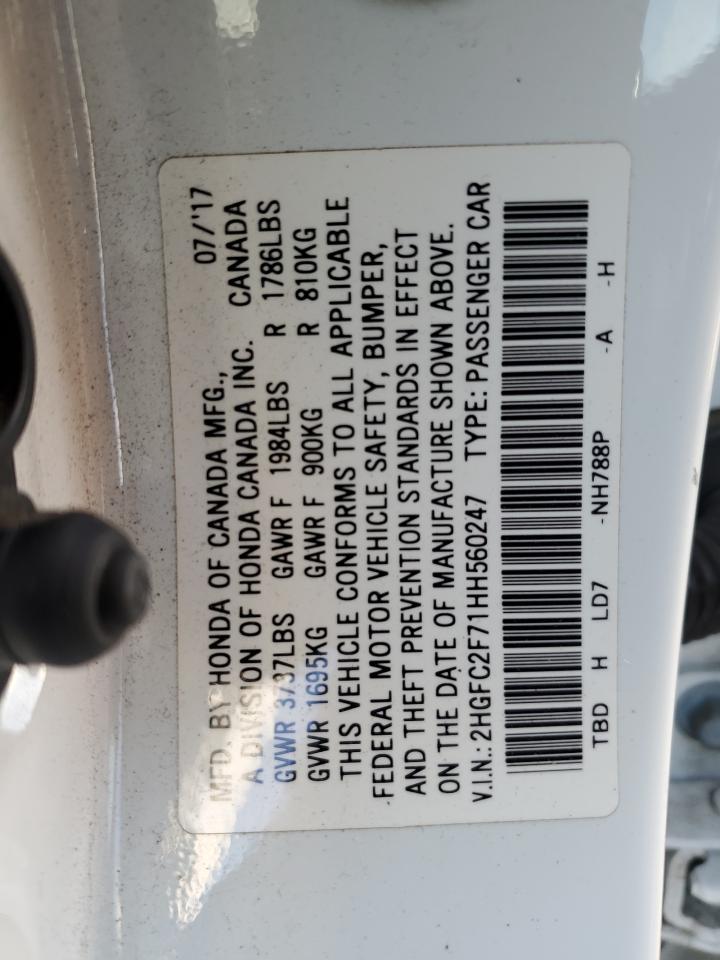 MFD. BY HONDA OF CANADA MFG., 07/'17
A DIVISION OF HONDA CANADA INC. CANADA
GVWR 3737LBS GAWR F 1984LBS R 1786LBS
GVWR 1695KG GAWR F 900KG R 810KG
THIS VEHICLE CONFORMS TO ALL APPLICABLE
FEDERAL MOTOR VEHICLE SAFETY, BUMPER,
AND THEFT PREVENTION STANDARDS IN EFFECT
ON THE DATE OF MANUFACTURE SHOWN ABOVE.
V.I.N.: 2HGFC2F71HH560247 TYPE: PASSENGER CAR
TBD H LD7 -NH788P -A -H